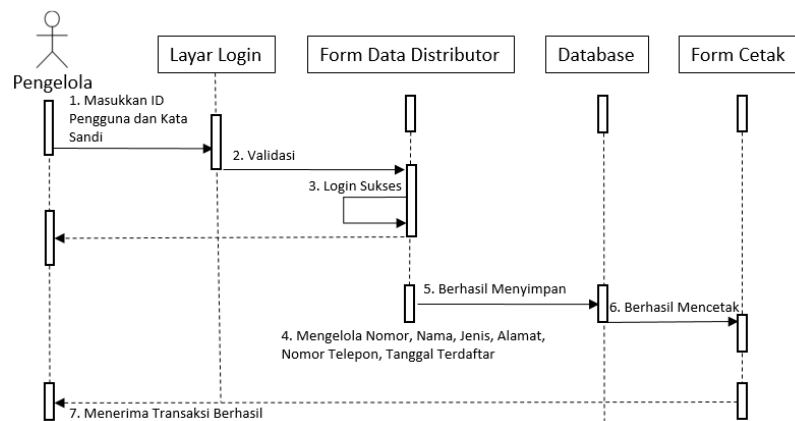 Pengelola
Layar Login
Form Data Distributor
Database
Form Cetak
1. Masukkan ID
Pengguna dan Kata
Sandi
2. Validasi
3. Login Sukses
5. Berhasil Menyimpan
6. Berhasil Mencetak
4. Mengelola Nomor, Nama, Jenis, Alamat,
Nomor Telepon, Tanggal Terdaftar
7. Menerima Transaksi Berhasil